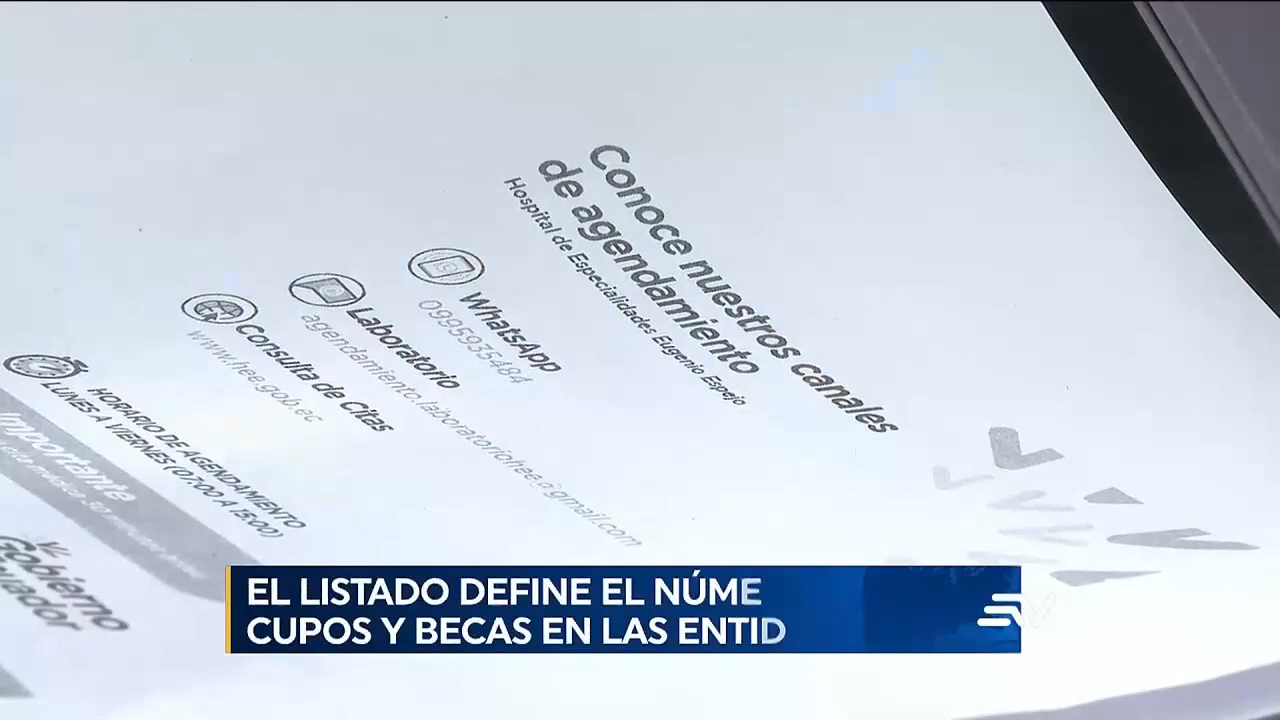 Conoce nuestros canales
de agendamiento
Hospital de Especialidades Eugenio Espejo
WhatsApp
0995935484
Laboratorio
agendamiento.laboratoriohee@gmail.com
Consulta de Citas
www.hee.gob.ec
HORARIO DE AGENDAMIENTO
LUNES A VIERNES (07:00 A 15:00)
Importante
Gobierno
EL LISTADO DEFINE EL NÚME
CUPOS Y BECAS EN LAS ENTID